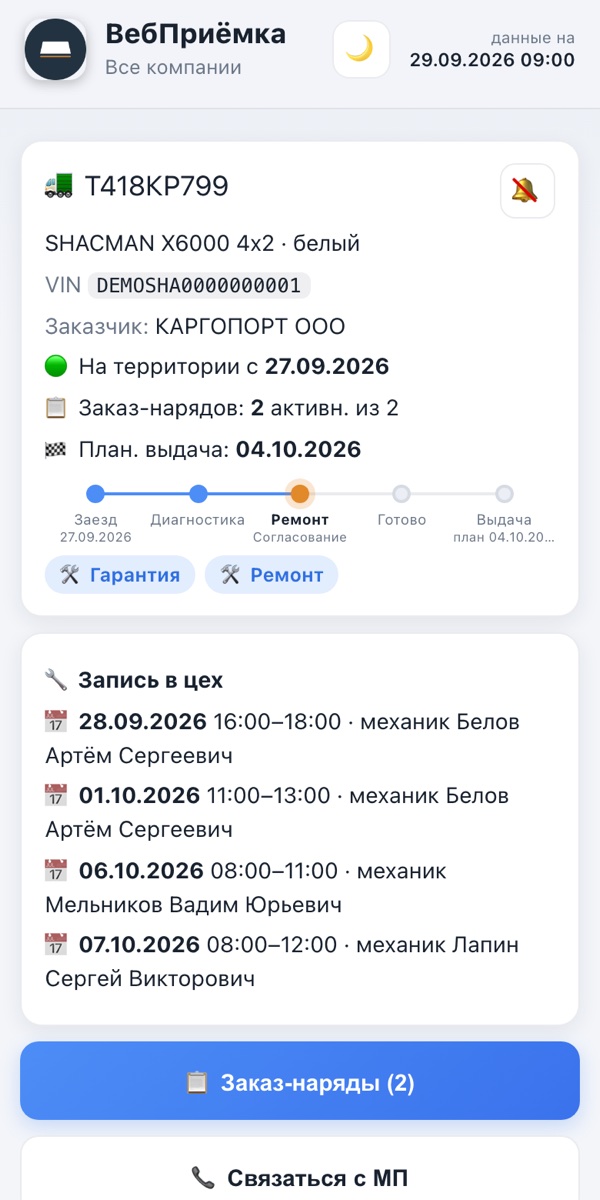 ВебПриёмка
Все компании
данные на
29.09.2026 09:00
Т418КР799
SHACMAN X6000 4x2 · белый
VIN DEMOSHA0000000001
Заказчик: КАРГОПОРТ ООО
На территории с 27.09.2026
Заказ-нарядов: 2 активн. из 2
План. выдача: 04.10.2026
Заезд
27.09.2026
Диагностика
Ремонт
Согласование
Готово
Выдача
план 04.10.20…
Гарантия
Ремонт
Запись в цех
28.09.2026 16:00–18:00 · механик Белов
Артём Сергеевич
01.10.2026 11:00–13:00 · механик Белов
Артём Сергеевич
06.10.2026 08:00–11:00 · механик
Мельников Вадим Юрьевич
07.10.2026 08:00–12:00 · механик Лапин
Сергей Викторович
Заказ-наряды (2)
Связаться с МП